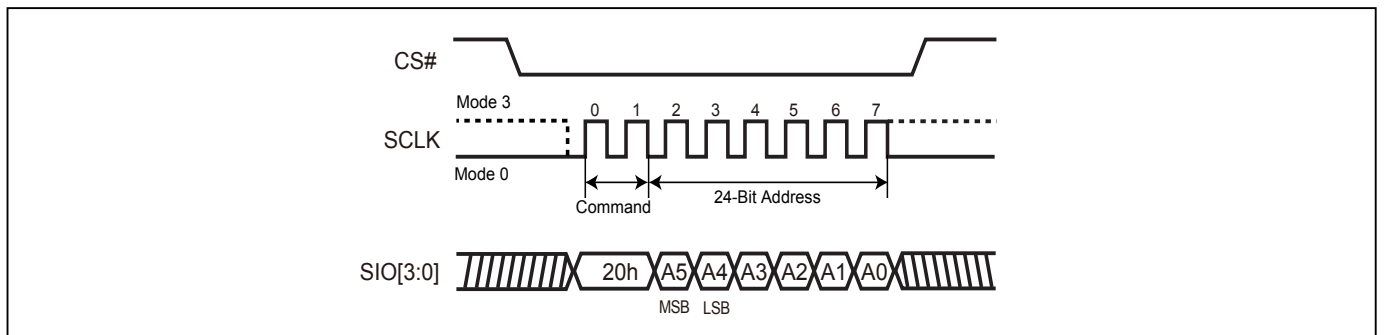 CS#
Mode 3
0 1 2 3 4 5 6 7
SCLK
Mode 0
Command
24-Bit Address
SIO[3:0]
20h A5 A4 A3 A2 A1 A0
MSB LSB